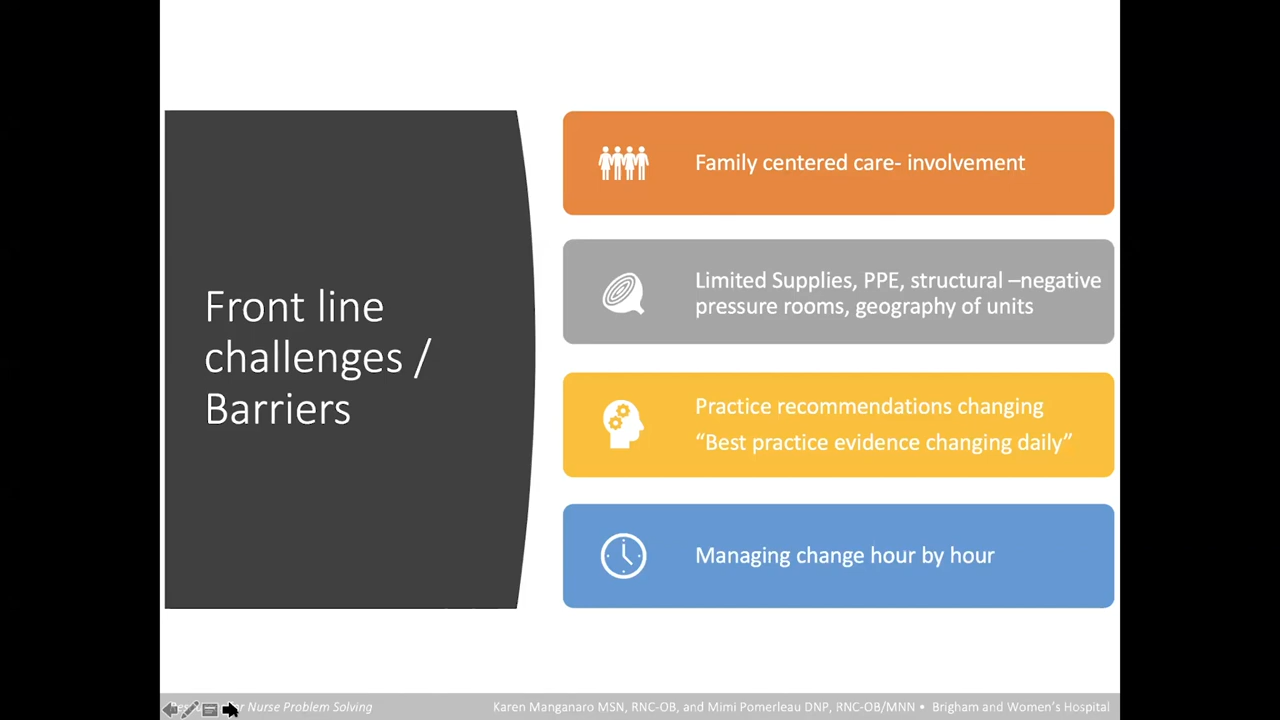 Front line
challenges /
Barriers
Family centered care- involvement
Limited Supplies, PPE, structural –negative
pressure rooms, geography of units
Practice recommendations changing
“Best practice evidence changing daily”
Managing change hour by hour
Nurse Problem Solving
Karen Manganaro MSN, RNC-OB, and Mimi Pomerleau DNP, RNC-OB/MNN • Brigham and Women's Hospital